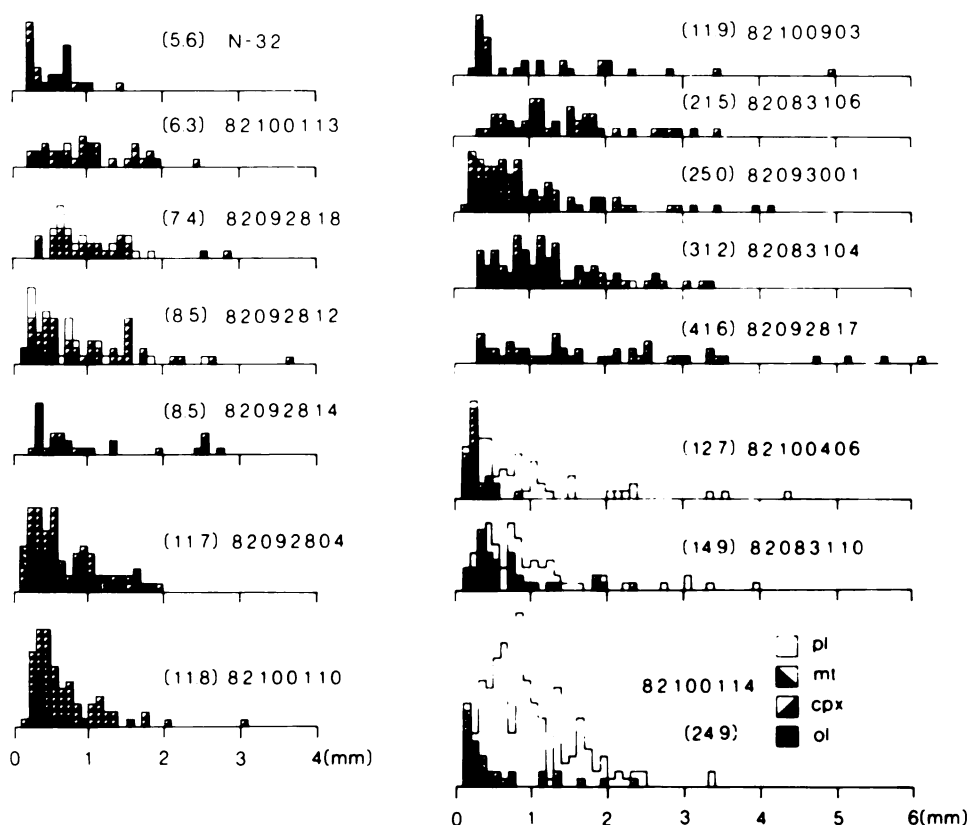 (5.6) N-32
(6.3) 82100113
(7 4) 82092818
(8 5) 82092812
(8 5) 82092814
(11 7) 82092804
(11 8) 82100110
0 1 2 3 4 (mm)
(11 9) 82100903
(21 5) 82083106
(25 0) 82093001
(31 2) 82083104
(41 6) 82092817
(12 7) 82100406
(14 9) 82083110
82100114
(24 9)
pl
mt
cpx
ol
0 1 2 3 4 5 6(mm)